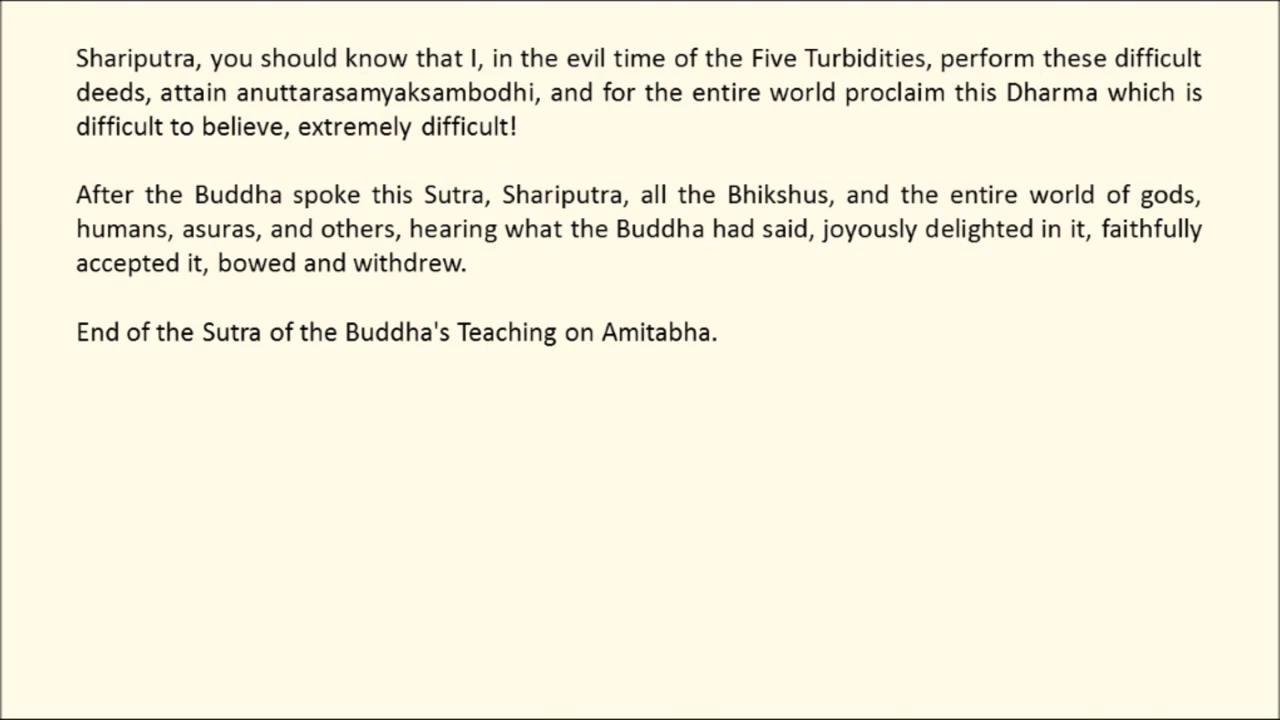 Shariputra, you should know that I, in the evil time of the Five Turbidities, perform these difficult
deeds, attain anuttarasamyaksambodhi, and for the entire world proclaim this Dharma which is
difficult to believe, extremely difficult!
After the Buddha spoke this Sutra, Shariputra, all the Bhikshus, and the entire world of gods,
humans, asuras, and others, hearing what the Buddha had said, joyously delighted in it, faithfully
accepted it, bowed and withdrew.
End of the Sutra of the Buddha's Teaching on Amitabha.